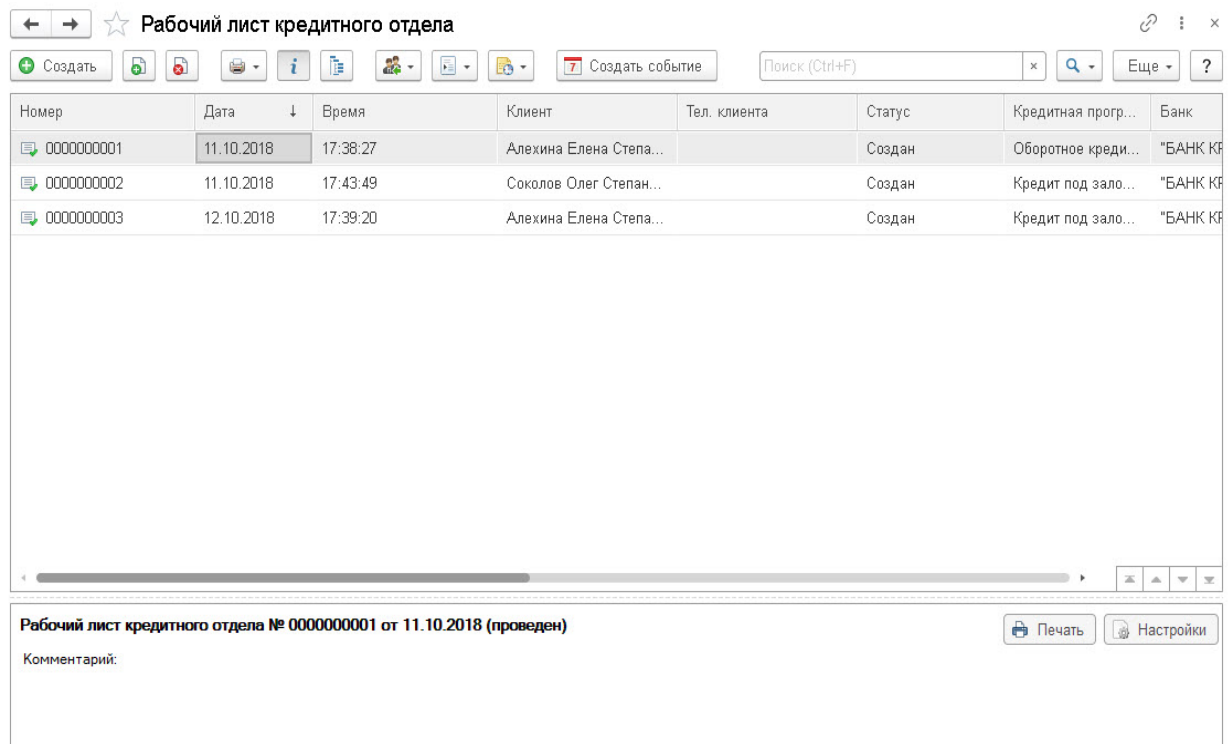 Рабочий лист кредитного отдела
Создать Создать событие Поиск (Ctrl+F) Еще ?
Номер Дата Время Клиент Тел. клиента Статус Кредитная прогр... Банк
0000000001 11.10.2018 17:38:27 Алехина Елена Степа... Создан Оборотное креди... "БАНК КР
0000000002 11.10.2018 17:43:49 Соколов Олег Степан... Создан Кредит под зало... "БАНК КР
0000000003 12.10.2018 17:39:20 Алехина Елена Степа... Создан Кредит под зало... "БАНК КР
Рабочий лист кредитного отдела № 0000000001 от 11.10.2018 (проведен) Печать Настройки
Комментарий: